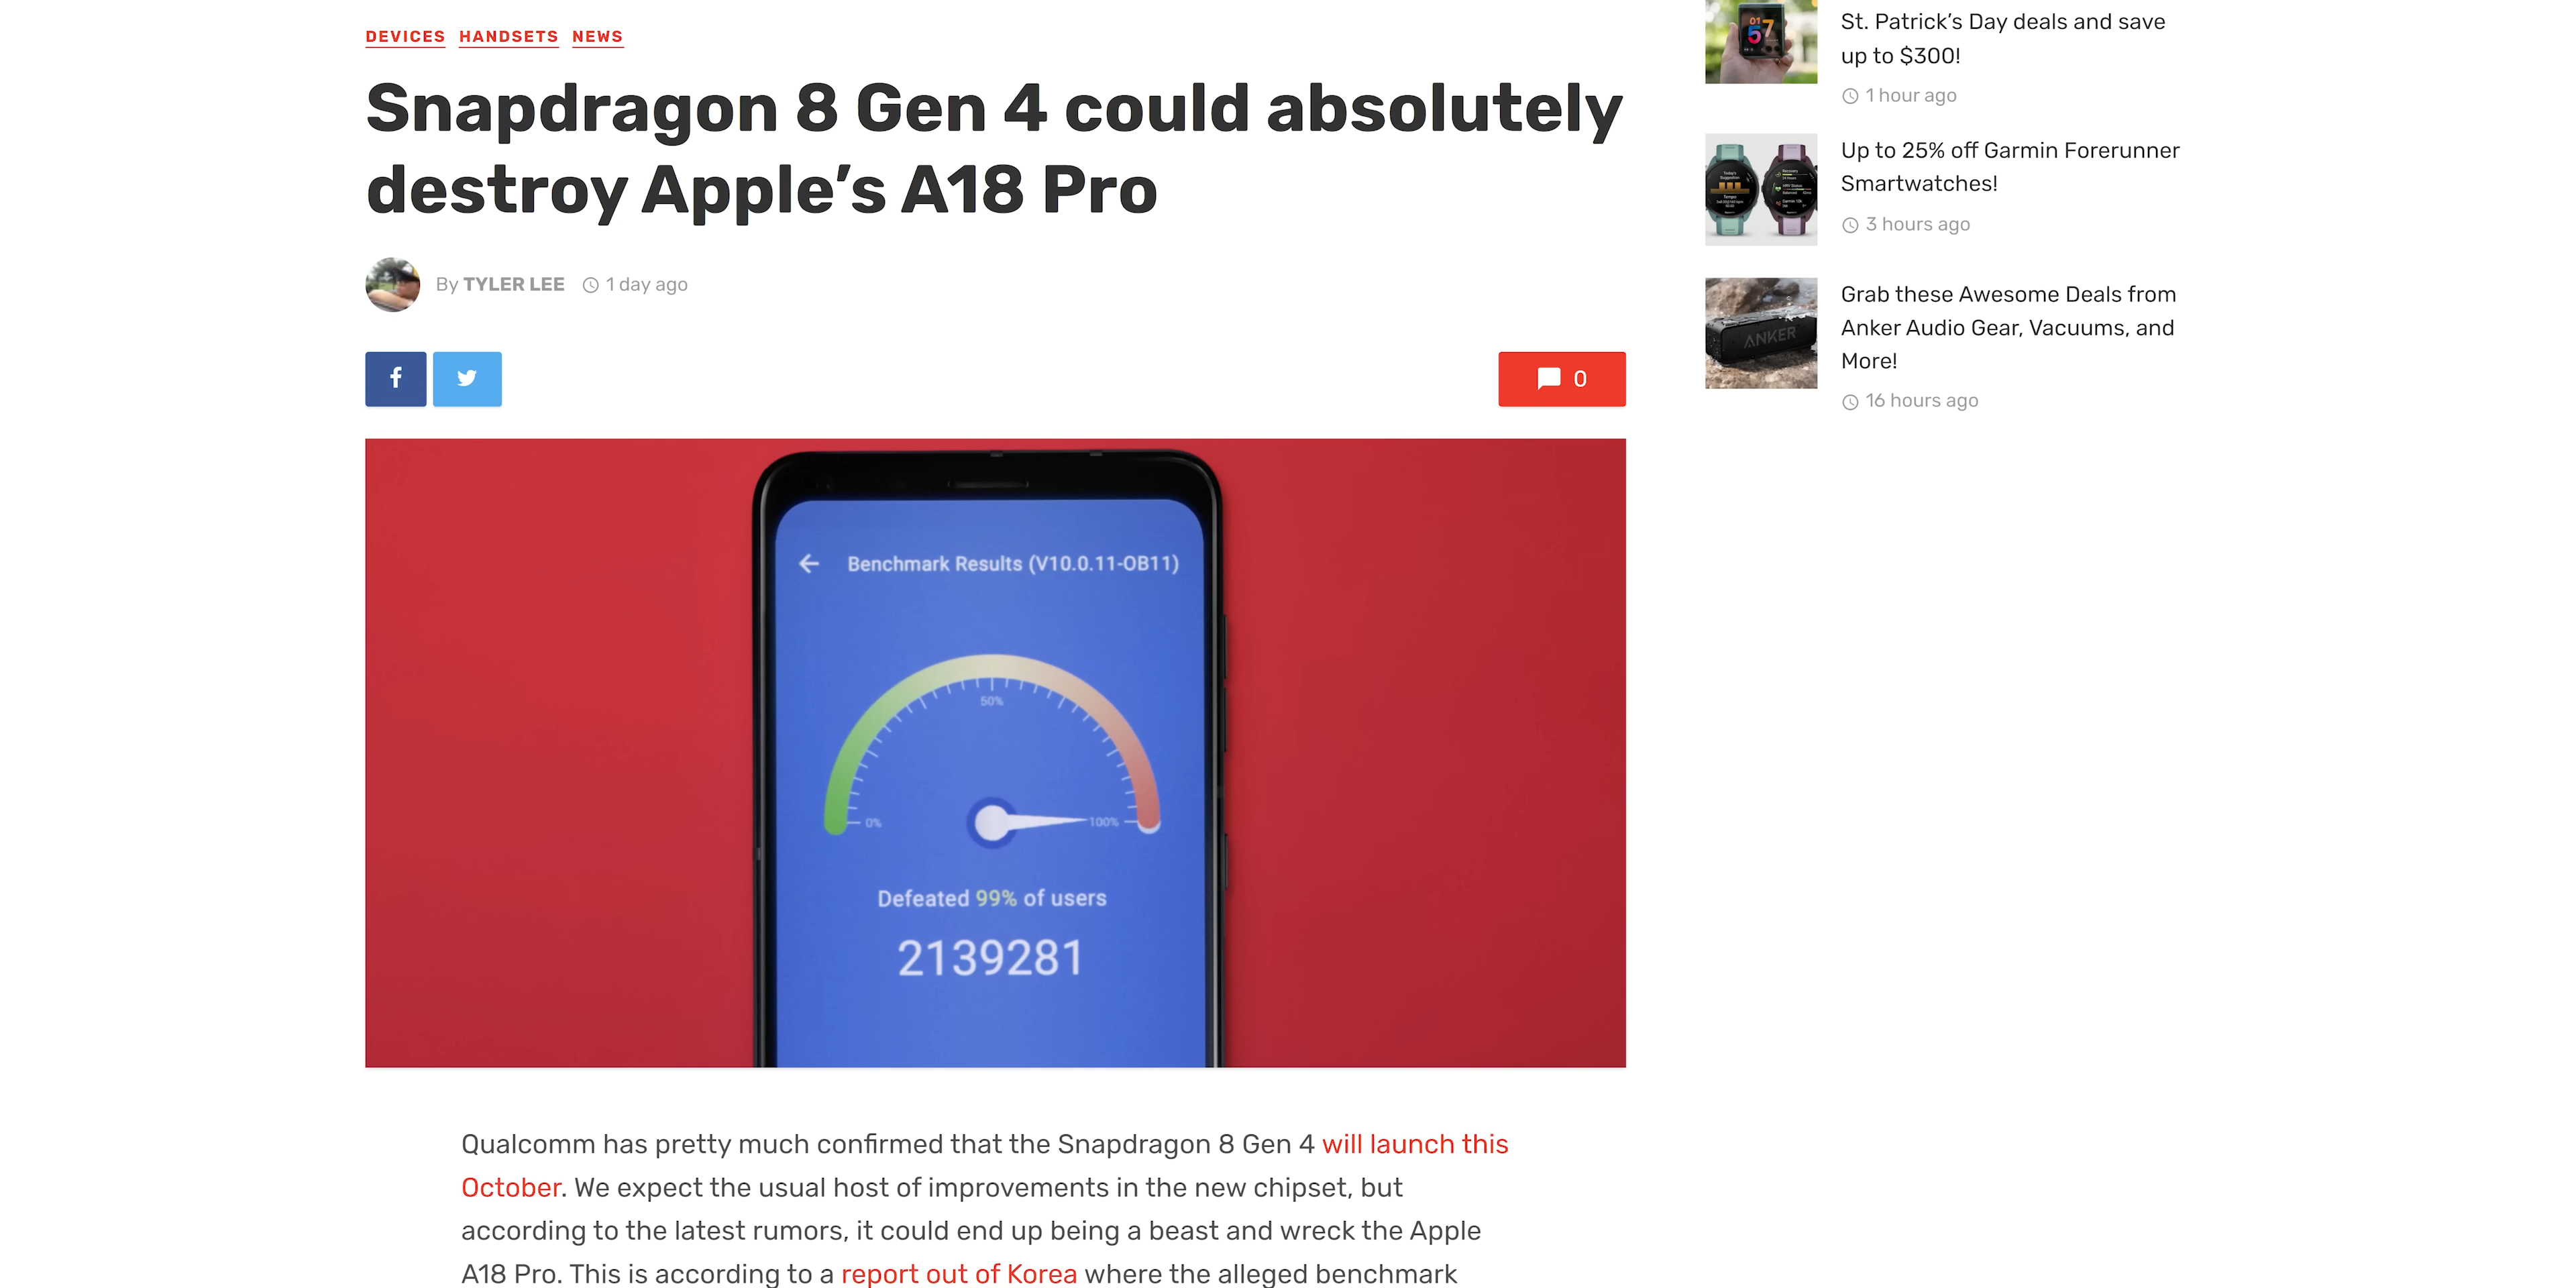 DEVICES HANDSETS NEWS
Snapdragon 8 Gen 4 could absolutely
destroy Apple's A18 Pro
By TYLER LEE 1 day ago
f
0
← Benchmark Results (V10.0.11-OB11)
50%
0%
100%
Defeated 99% of users
2139281
Qualcomm has pretty much confirmed that the Snapdragon 8 Gen 4 will launch this
October. We expect the usual host of improvements in the new chipset, but
according to the latest rumors, it could end up being a beast and wreck the Apple
A18 Pro. This is according to a report out of Korea where the alleged benchmark
01
57
St. Patrick's Day deals and save
up to $300!
1 hour ago
Up to 25% off Garmin Forerunner
Smartwatches!
3 hours ago
ANKER
Grab these Awesome Deals from
Anker Audio Gear, Vacuums, and
More!
16 hours ago